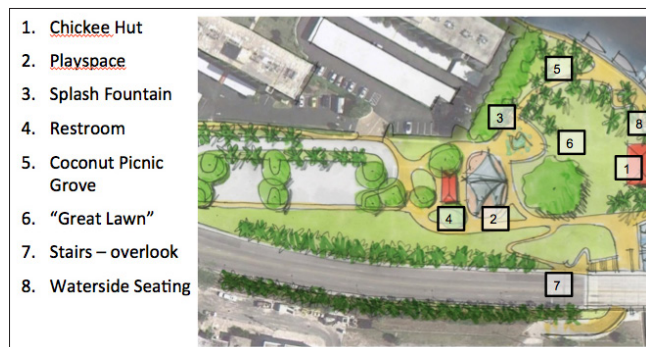 1. Chickee Hut
2. Playspace
3. Splash Fountain
4. Restroom
5. Coconut Picnic
Grove
6. “Great Lawn”
7. Stairs – overlook
8. Waterside Seating
5
3
8
6
1
4
2
7